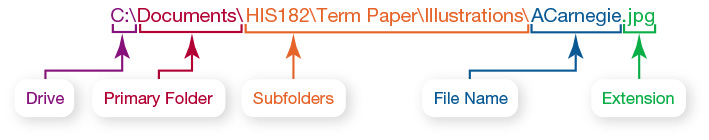 C:\Documents\HIS182\Term Paper\Illustrations\ACarnegie.jpg
Drive Primary Folder Subfolders File Name Extension